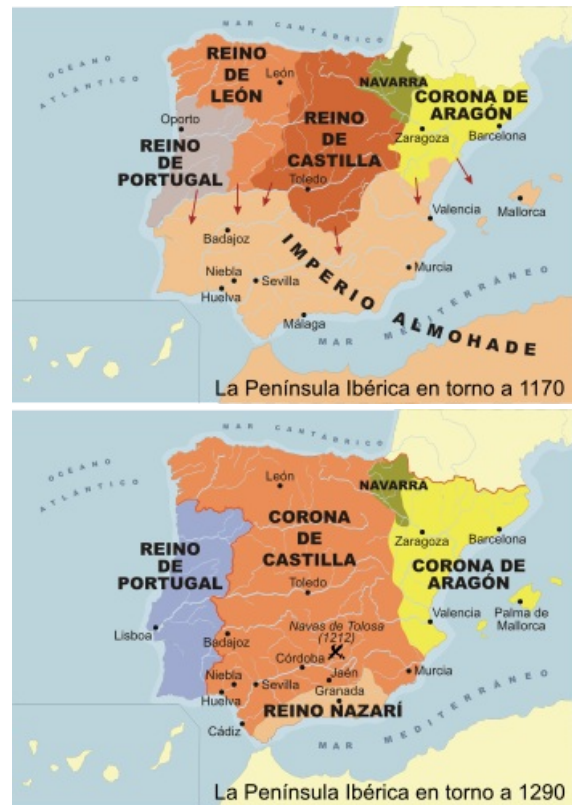 MAR CANTÁBRICO
OCÉANO
ATLÁNTICO
REINO
DE
LEÓN
León
NAVARRA
CORONA DE
ARAGÓN
Oporto
REINO
DE
PORTUGAL
REINO
DE
CASTILLA
Zaragoza
Barcelona
Toledo
Valencia
Mallorca
Badajoz
IMPERIO ALMOHADE
Niebla
Sevilla
Huelva
Murcia
Málaga
MAR MEDITERRÁNEO
La Península Ibérica en torno a 1170
MAR CANTÁBRICO
OCÉANO
ATLÁNTICO
León
NAVARRA
REINO
DE
PORTUGAL
CORONA
DE
CASTILLA
Zaragoza
Barcelona
CORONA
DE ARAGÓN
Toledo
Valencia
Palma de
Mallorca
Lisboa
Badajoz
Navas de Tolosa
(1212)
Córdoba
Jaén
Murcia
Niebla
Sevilla
Granada
Huelva
REINO NAZARÍ
Cádiz
MAR MEDITERRÁNEO
La Península Ibérica en torno a 1290